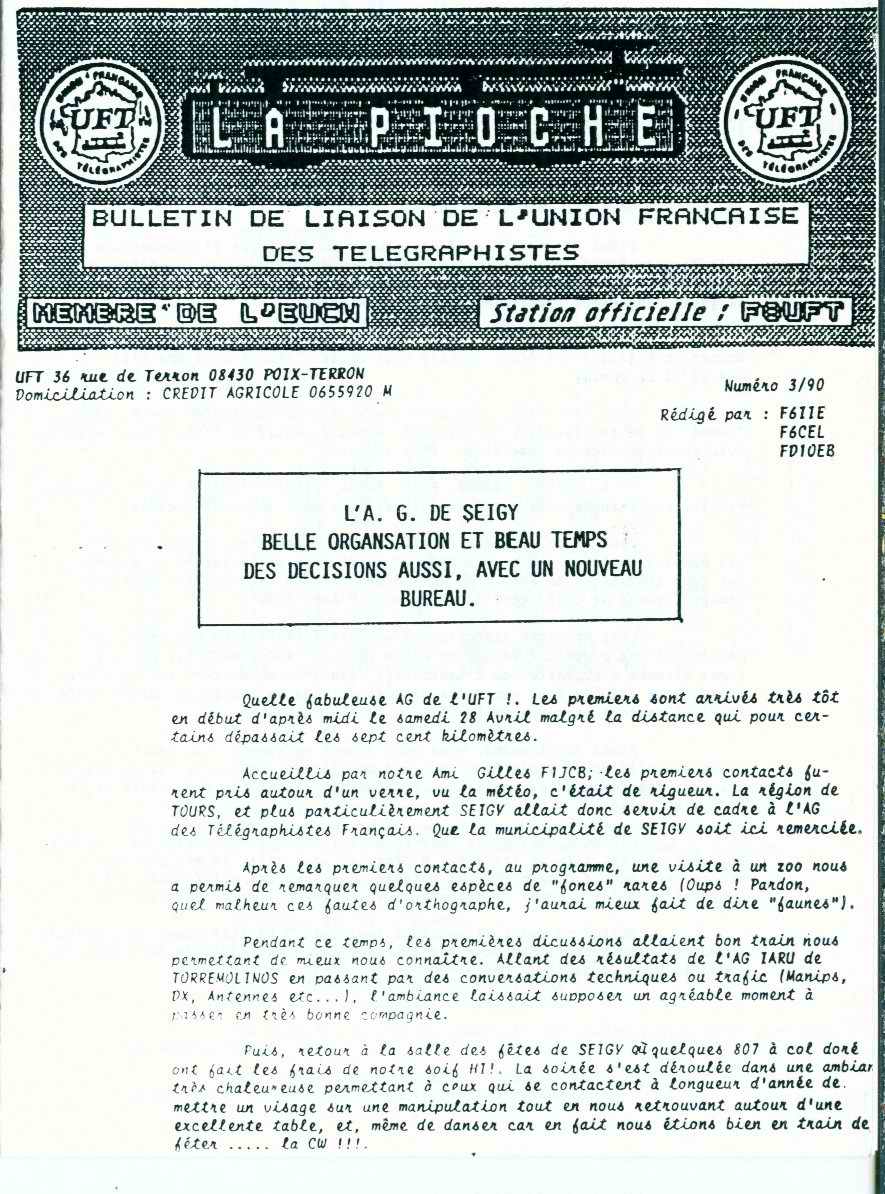 UNION FRANCAISE
UFT
DES TÉLÉGRAPHISTES
LA PIOCHE
UNION FRANÇAISE
UFT
DES TÉLÉGRAPHISTES
BULLETIN DE LIAISON DE L'UNION FRANCAISE
DES TELEGRAPHISTES
MEMBRE DE L'EUCW
Station officielle : F8UFT
UFT 36 rue de Terron 08430 POIX-TERRON
Domiciliation : CREDIT AGRICOLE 0655920 M
Numéro 3/90
Rédigé par : F6IIE
F6CEL
FD1OEB
L'A. G. DE SEIGY
BELLE ORGANSATION ET BEAU TEMPS
DES DECISIONS AUSSI, AVEC UN NOUVEAU
BUREAU.
Quelle fabuleuse AG de l'UFT !. Les premiers sont arrivés très tôt
en début d'après midi le samedi 28 Avril malgré la distance qui pour cer-
tains dépassait les sept cent kilomètres.
Accueillis par notre Ami Gilles F1JCB; les premiers contacts fu-
rent pris autour d'un verre, vu la météo, c'était de rigueur. La région de
TOURS, et plus particulièrement SEIGY allait donc servir de cadre à l'AG
des Télégraphistes Français. Que la municipalité de SEIGY soit ici remerciée.
Après les premiers contacts, au programme, une visite à un zoo nous
a permis de remarquer quelques espèces de "fones" rares (Oups ! Pardon,
quel malheur ces fautes d'orthographe, j'aurai mieux fait de dire "faunes").
Pendant ce temps, les premières dicussions allaient bon train nous
permettant de mieux nous connaître. Allant des résultats de l'AG IARU de
TORREMOLINOS en passant par des conversations techniques ou trafic (Manips,
DX, Antennes etc...), l'ambiance laissait supposer un agréable moment à
passer en très bonne compagnie.
Puis, retour à la salle des fêtes de SEIGY où quelques 807 à col doré
ont fait les frais de notre soif HI!. La soirée s'est déroulée dans une ambian
très chaleureuse permettant à ceux qui se contactent à longueur d'année de
mettre un visage sur une manipulation tout en nous retrouvant autour d'une
excellente table, et, même de danser car en fait nous étions bien en train de
fêter ..... la CW !!!.